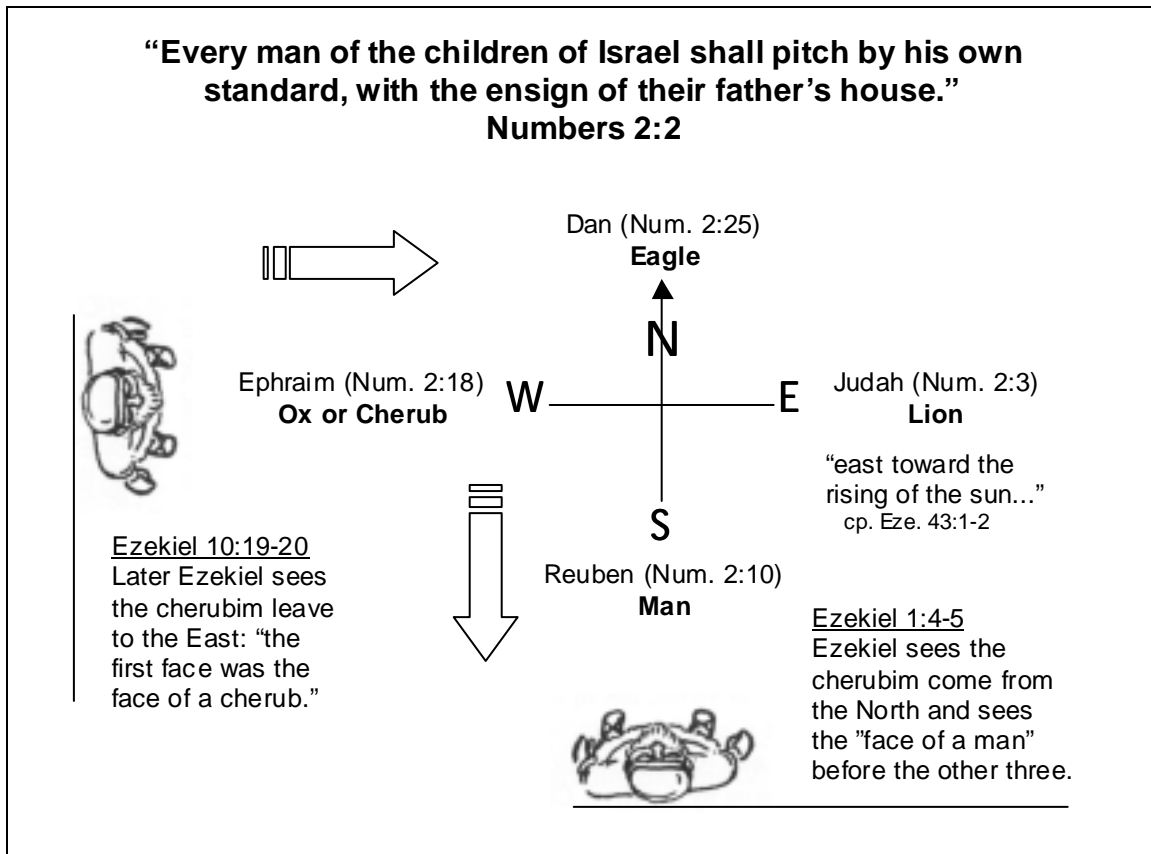 “Every man of the children of Israel shall pitch by his own
standard, with the ensign of their father’s house.”
Numbers 2:2
Dan (Num. 2:25)
Eagle
N
Ephraim (Num. 2:18)
Ox or Cherub
W
E
Judah (Num. 2:3)
Lion
“east toward the
rising of the sun...”
cp. Eze. 43:1-2
S
Reuben (Num. 2:10)
Man
Ezekiel 10:19-20
Later Ezekiel sees
the cherubim leave
to the East: “the
first face was the
face of a cherub.”
Ezekiel 1:4-5
Ezekiel sees the
cherubim come from
the North and sees
the ”face of a man”
before the other three.